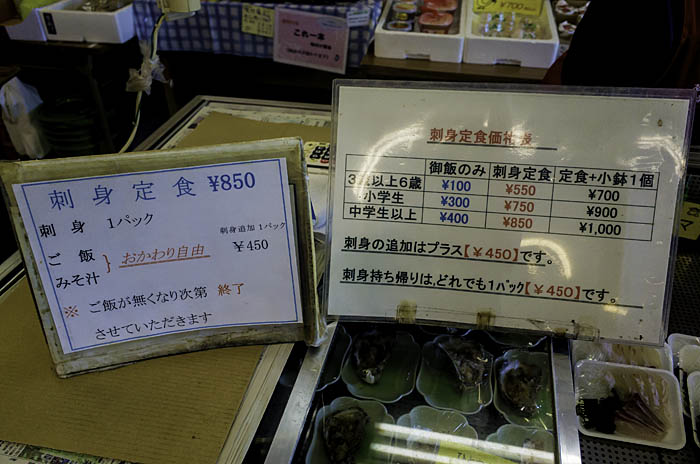 これ一本
¥700
刺身定食 ¥850
刺身 1パック
刺身追加 1パック
¥450
ご飯
みそ汁
} おかわり自由
※ ご飯が無くなり次第 終了
させていただきます
刺身定食価格表
御飯のみ 刺身定食 定食+小鉢1個
3歳以上6歳 ¥100 ¥550 ¥700
小学生 ¥300 ¥750 ¥900
中学生以上 ¥400 ¥850 ¥1,000
刺身の追加はプラス【¥450】です。
刺身持ち帰りは、どれでも1パック【¥450】です。